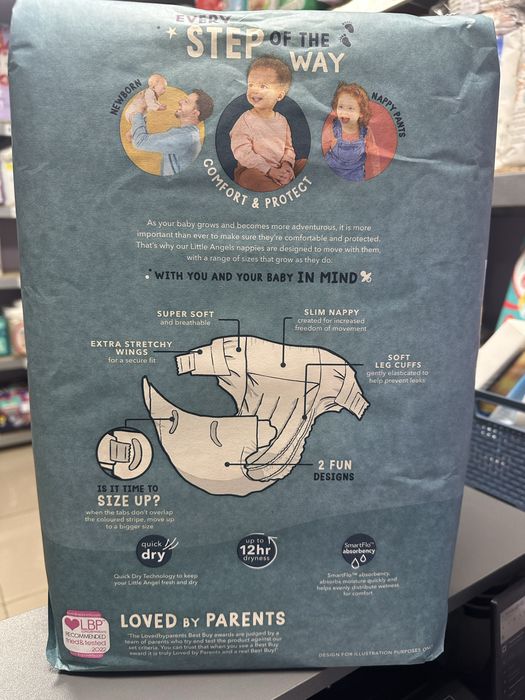 EVERY
STEP OF THE
WAY
NEWBORN
NAPPY PANTS
COMFORT & PROTECT
As your baby grows and becomes more adventurous, it is more
important than ever to make sure they're comfortable and protected.
That's why our Little Angels nappies are designed to move with them,
with a range of sizes that grow as they do.
WITH YOU AND YOUR BABY IN MIND
SUPER SOFT
and breathable
SLIM NAPPY
created for increased
freedom of movement
EXTRA STRETCHY
WINGS
for a secure fit
SOFT
LEG CUFFS
gently elasticated to
help prevent leaks
2 FUN
DESIGNS
IS IT TIME TO
SIZE UP?
when the tabs don't overlap
the coloured stripe, move up
to a bigger size
quick
dry
up to
12hr
dryness
SmartFlo™
absorbency
Quick Dry Technology to keep
your Little Angel fresh and dry
SmartFlo™ absorbency,
absorbs moisture quickly and
helps evenly distribute wetness
for comfort
LBP
RECOMMENDED
tried & tested
2022
LOVED BY PARENTS
"The Lovedbyparents Best Buy awards are judged by a
team of parents who try and test the product against our
set criteria. You can trust that when you see a Best Buy
award it is truly Loved by Parents and a real Best Buy!"
DESIGN FOR ILLUSTRATION PURPOSES ONLY